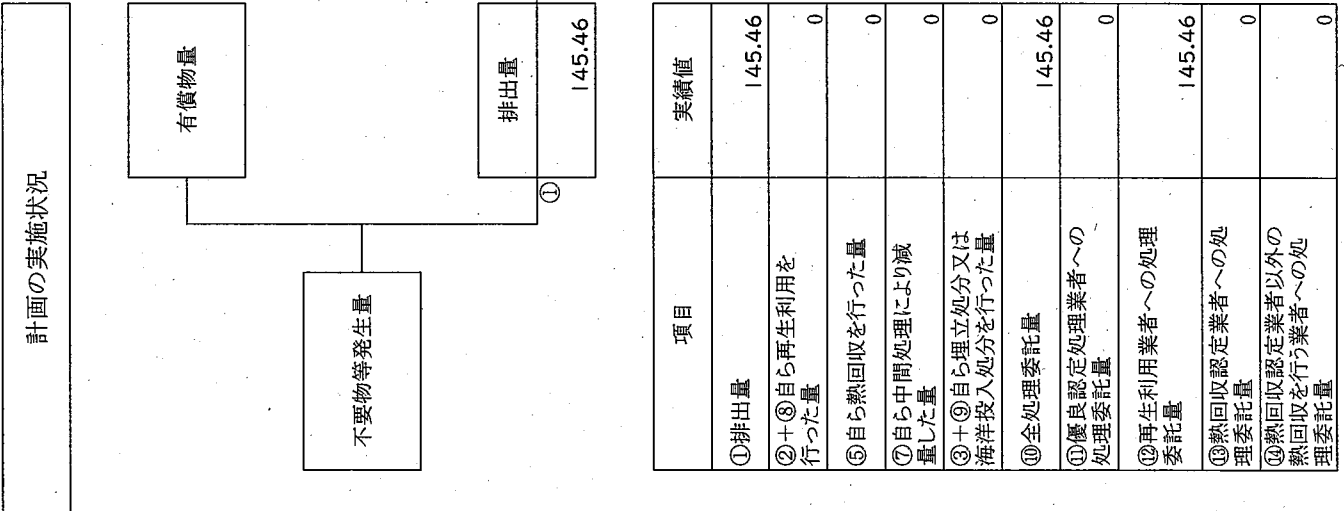 計画の実施状況
有償物量
不要物等発生量
①
排出量
145.46
項目
実績値
①排出量
145.46
②+⑧自ら再生利用を
行った量
0
⑤自ら熱回収を行った量
0
⑦自ら中間処理により減
量した量
0
③+⑨自ら埋立処分又は
海洋投入処分を行った量
0
⑩全処理委託量
145.46
⑪優良認定処理業者への
処理委託量
0
⑫再生利用業者への処理
委託量
145.46
⑬熱回収認定業者への処
理委託量
0
⑭熱回収認定業者以外の
熱回収を行う業者への処
理委託量
0